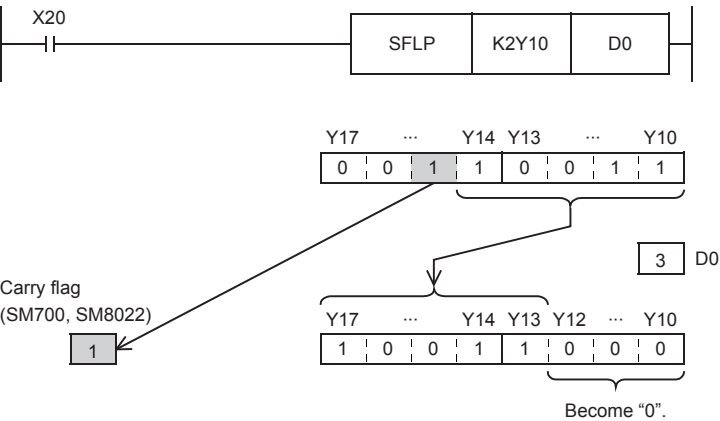 X20
SFLP K2Y10 D0
Y17 ... Y14 Y13 ... Y10
0 0 1 1 0 0 1 1
3 D0
Carry flag
(SM700, SM8022)
Y17 ... Y14 Y13 Y12 ... Y10
1 1 0 0 1 1 0 0 0
Become “0”.